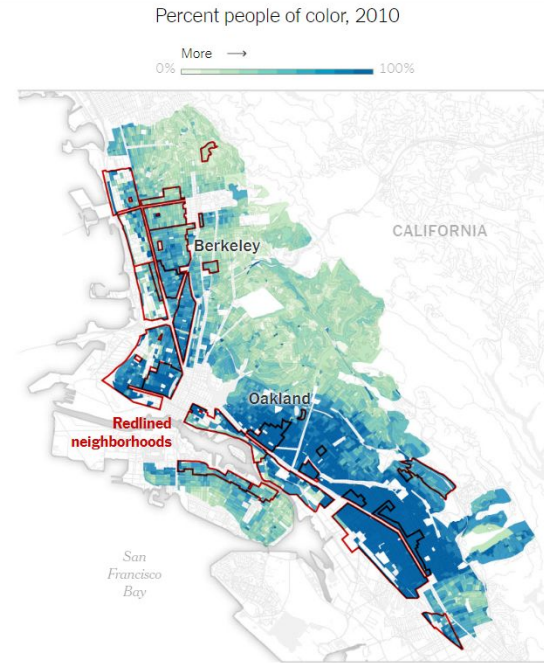 Percent people of color, 2010
More →
0% 100%
Berkeley
CALIFORNIA
Oakland
Redlined
neighborhoods
San
Francisco
Bay